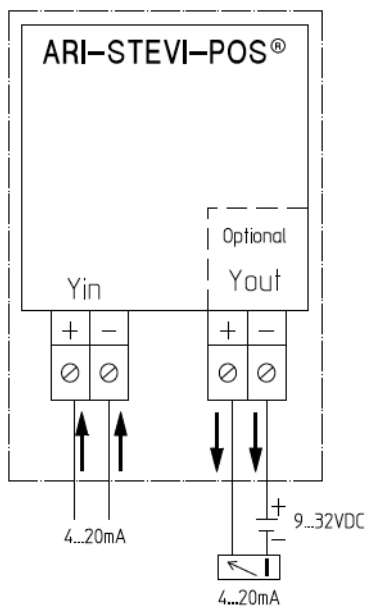 ARI–STEVI–POS®
Optional
Yin
Yout
+ −
+ −
4...20mA
+
9...32VDC
−
4...20mA